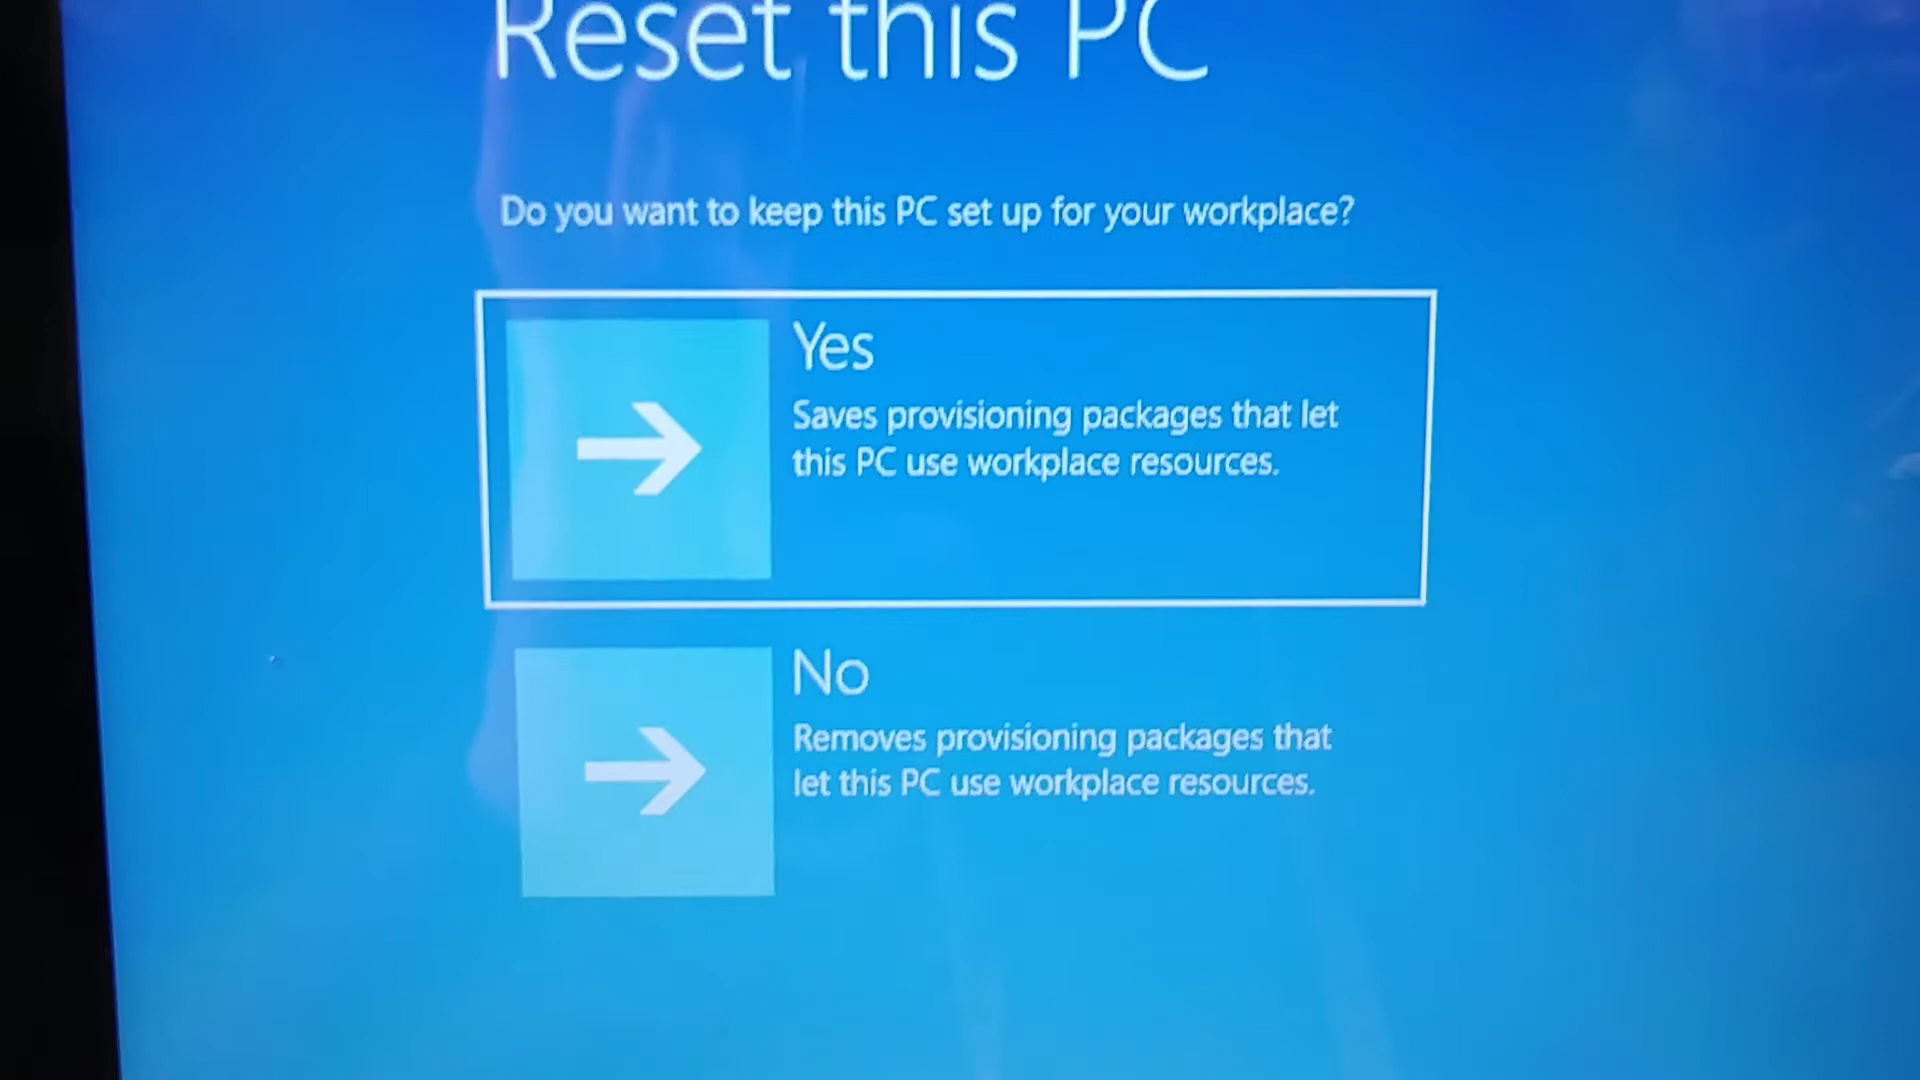 Reset this PC
Do you want to keep this PC set up for your workplace?
Yes
Saves provisioning packages that let
this PC use workplace resources.
No
Removes provisioning packages that
let this PC use workplace resources.